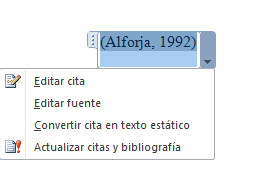 (Alforja, 1992)
Editar cita
Editar fuente
Convertir cita en texto estático
Actualizar citas y bibliografía